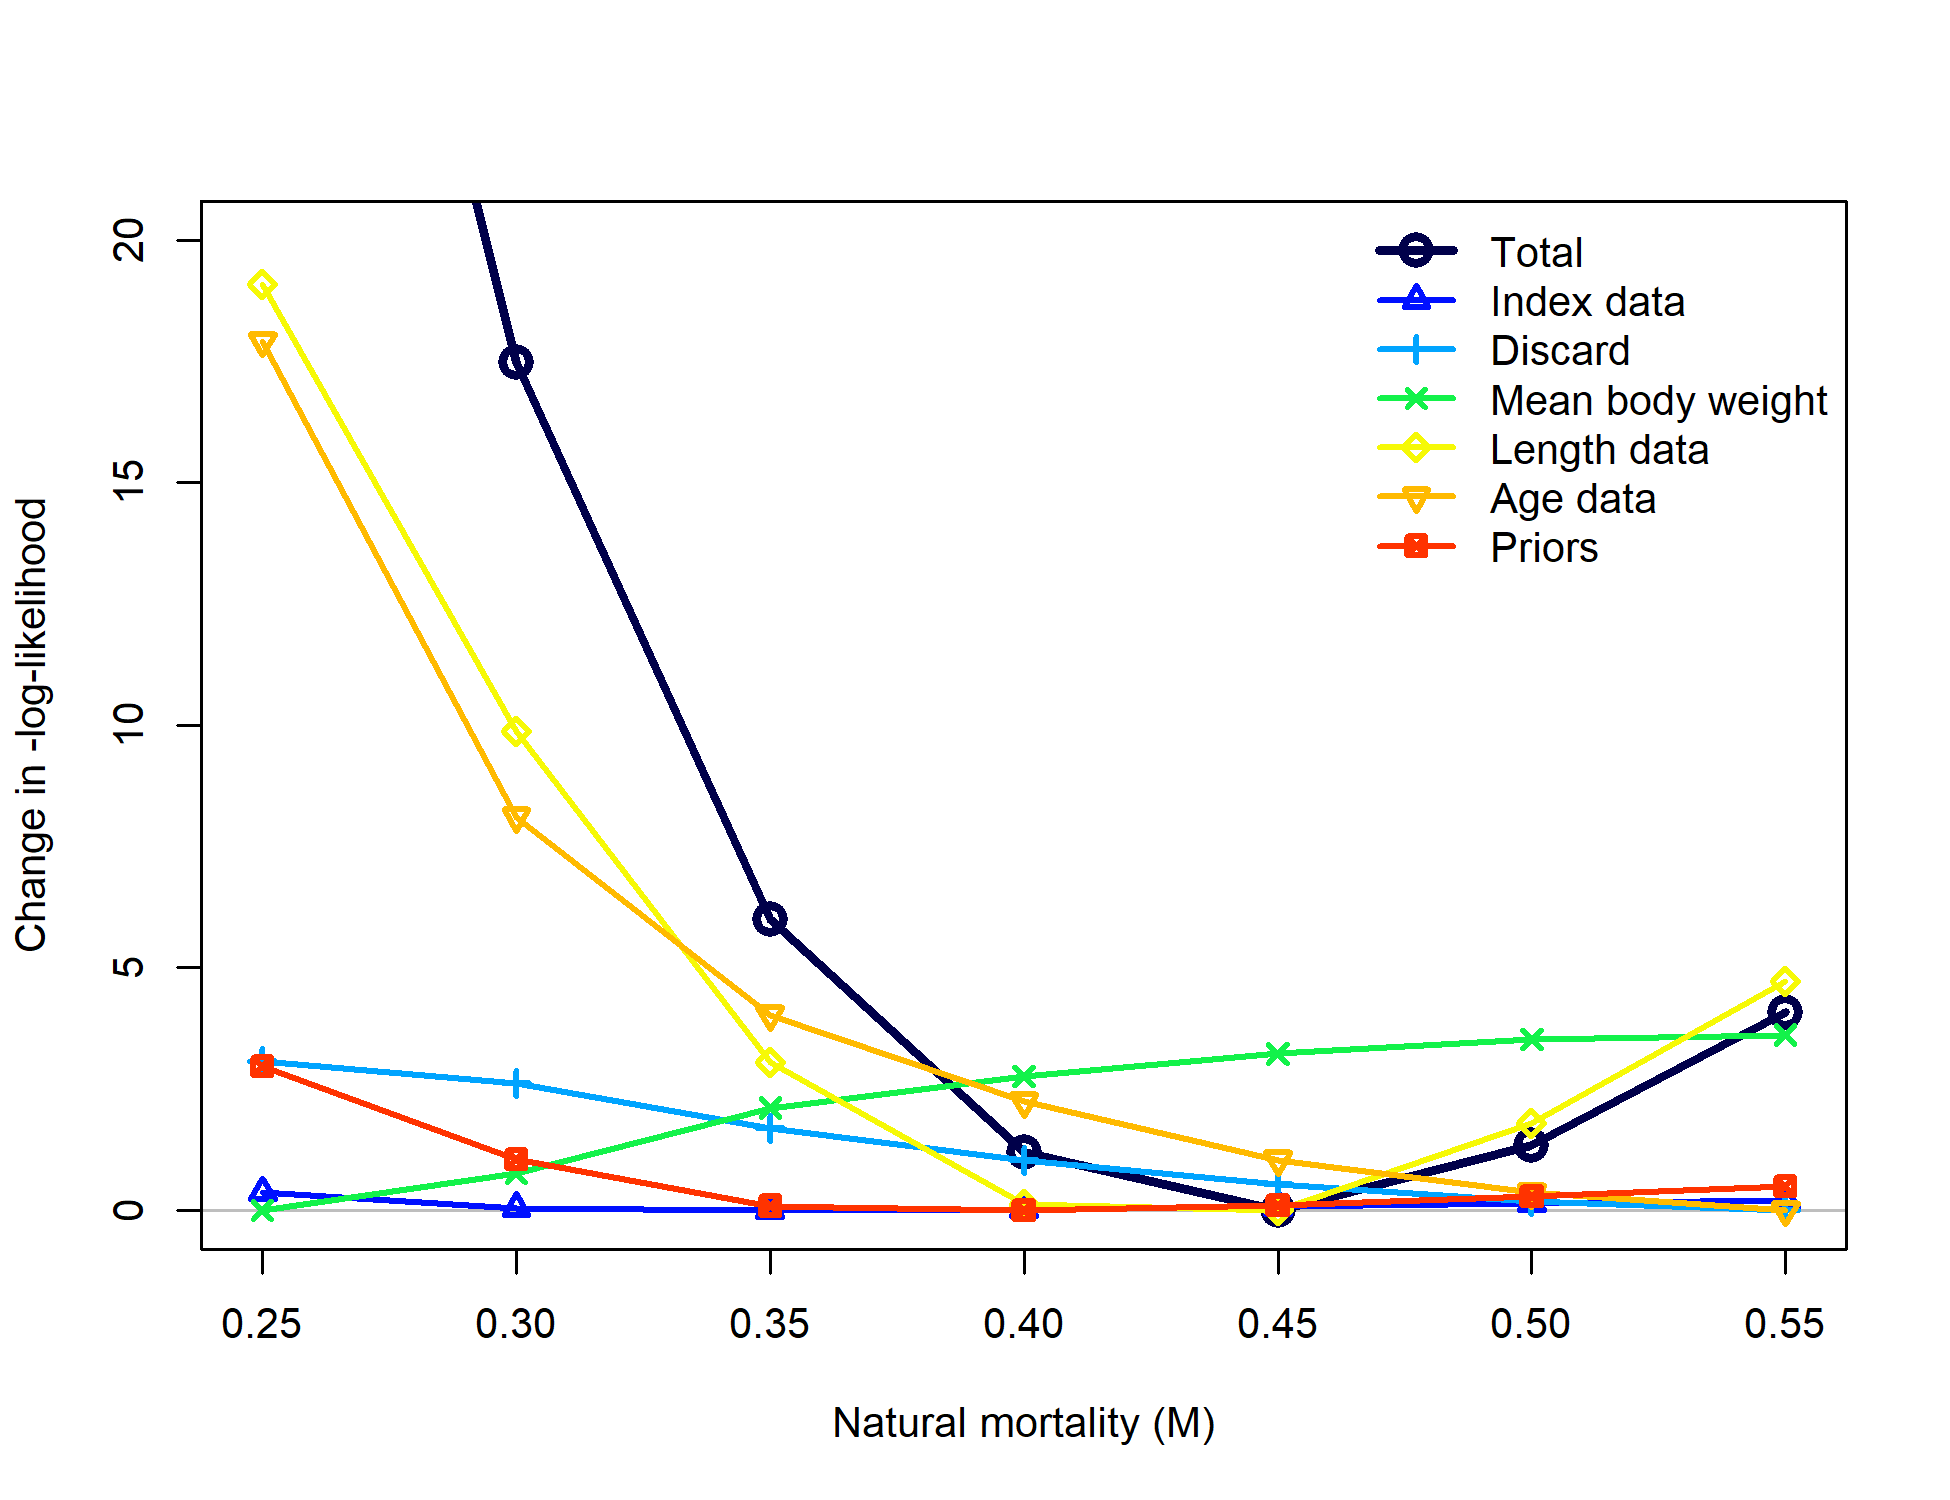 20
15
10
5
0
Change in -log-likelihood
Total
Index data
Discard
Mean body weight
Length data
Age data
Priors
0.25 0.30 0.35 0.40 0.45 0.50 0.55
Natural mortality (M)